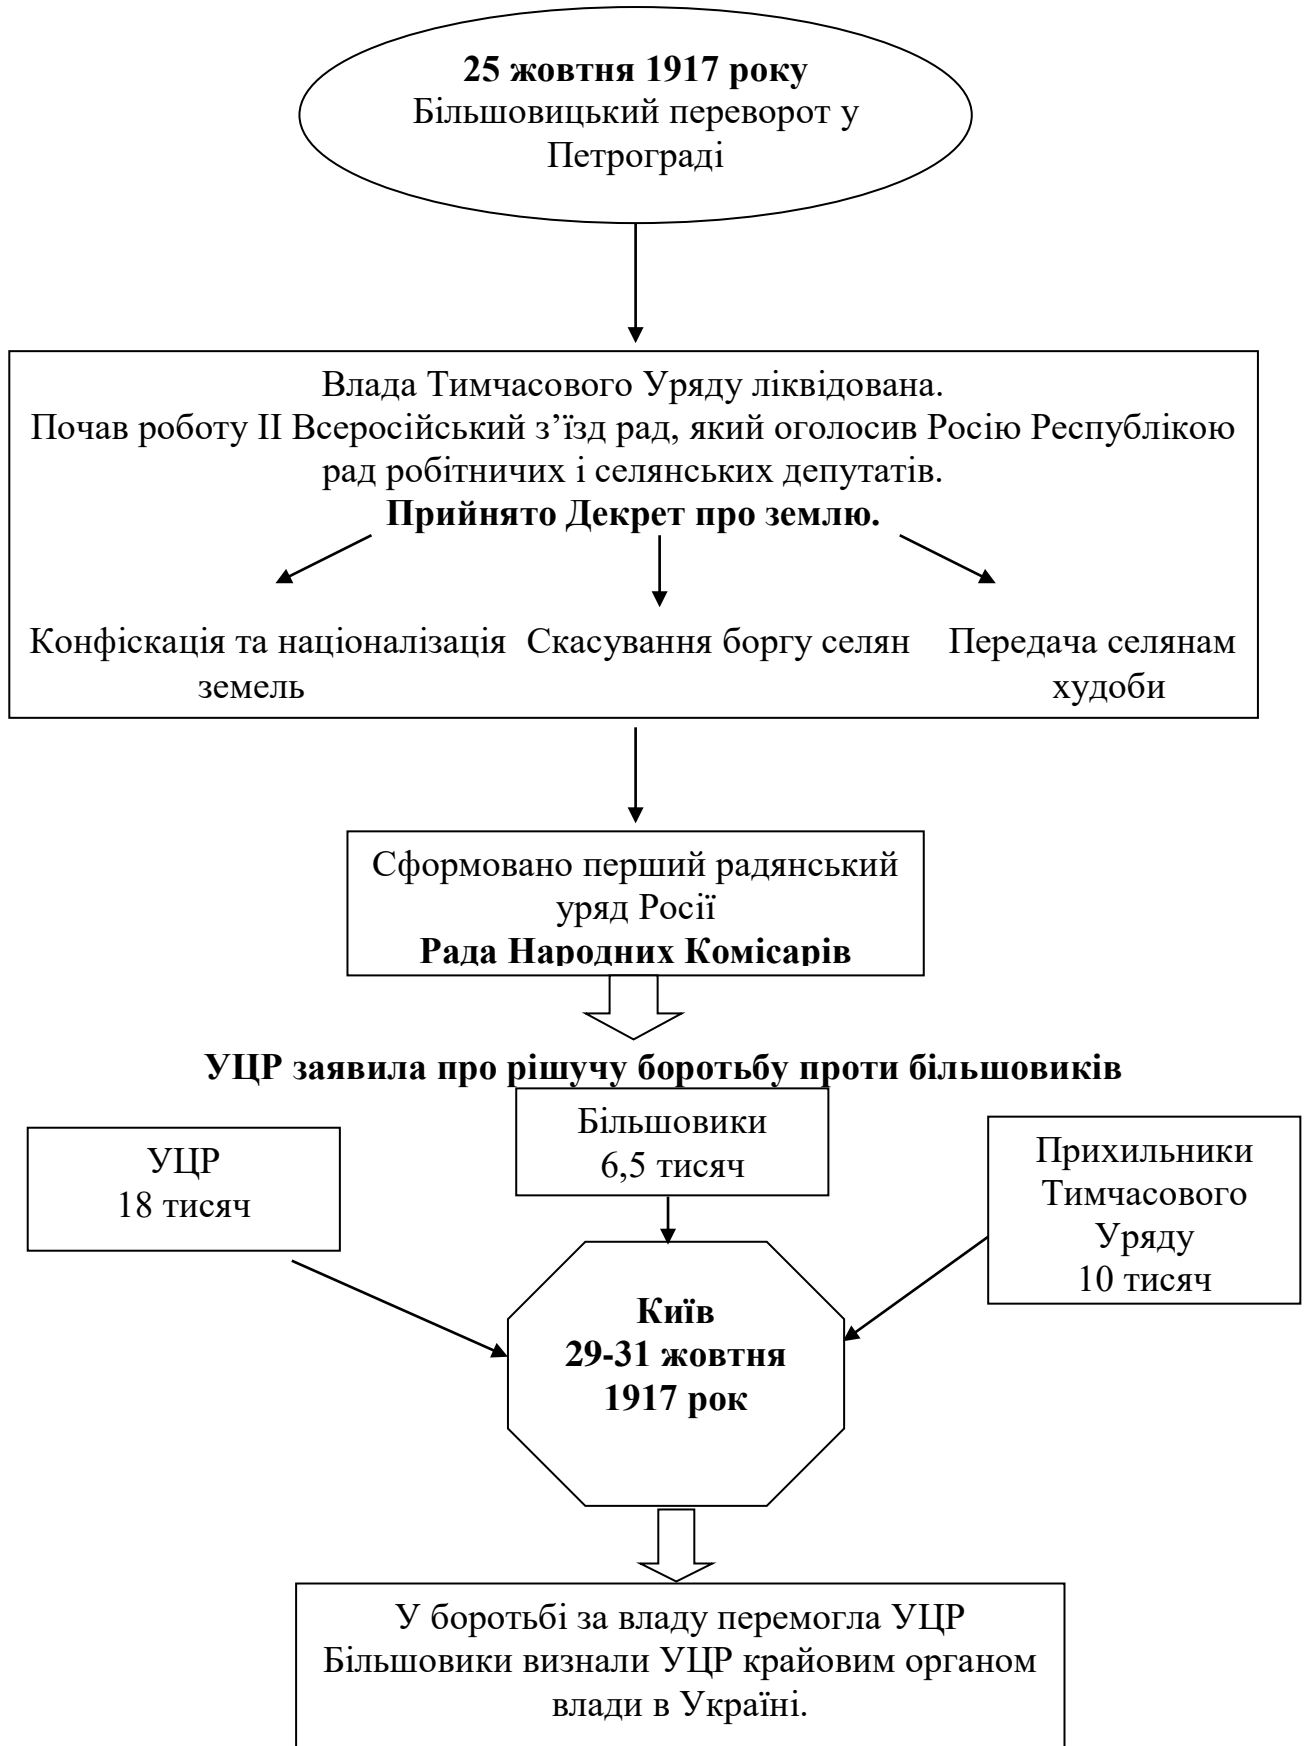 25 жовтня 1917 року
Більшовицький переворот у
Петрограді
Влада Тимчасового Уряду ліквідована.
Почав роботу ІІ Всеросійський з’їзд рад, який оголосив Росію Республікою
рад робітничих і селянських депутатів.
Прийнято Декрет про землю.
Конфіскація та націоналізація
земель
Скасування боргу селян
Передача селянам
худоби
Сформовано перший радянський
уряд Росії
Рада Народних Комісарів
УЦР заявила про рішучу боротьбу проти більшовиків
УЦР
18 тисяч
Більшовики
6,5 тисяч
Прихильники
Тимчасового
Уряду
10 тисяч
Київ
29-31 жовтня
1917 рок
У боротьбі за владу перемогла УЦР
Більшовики визнали УЦР крайовим органом
влади в Україні.